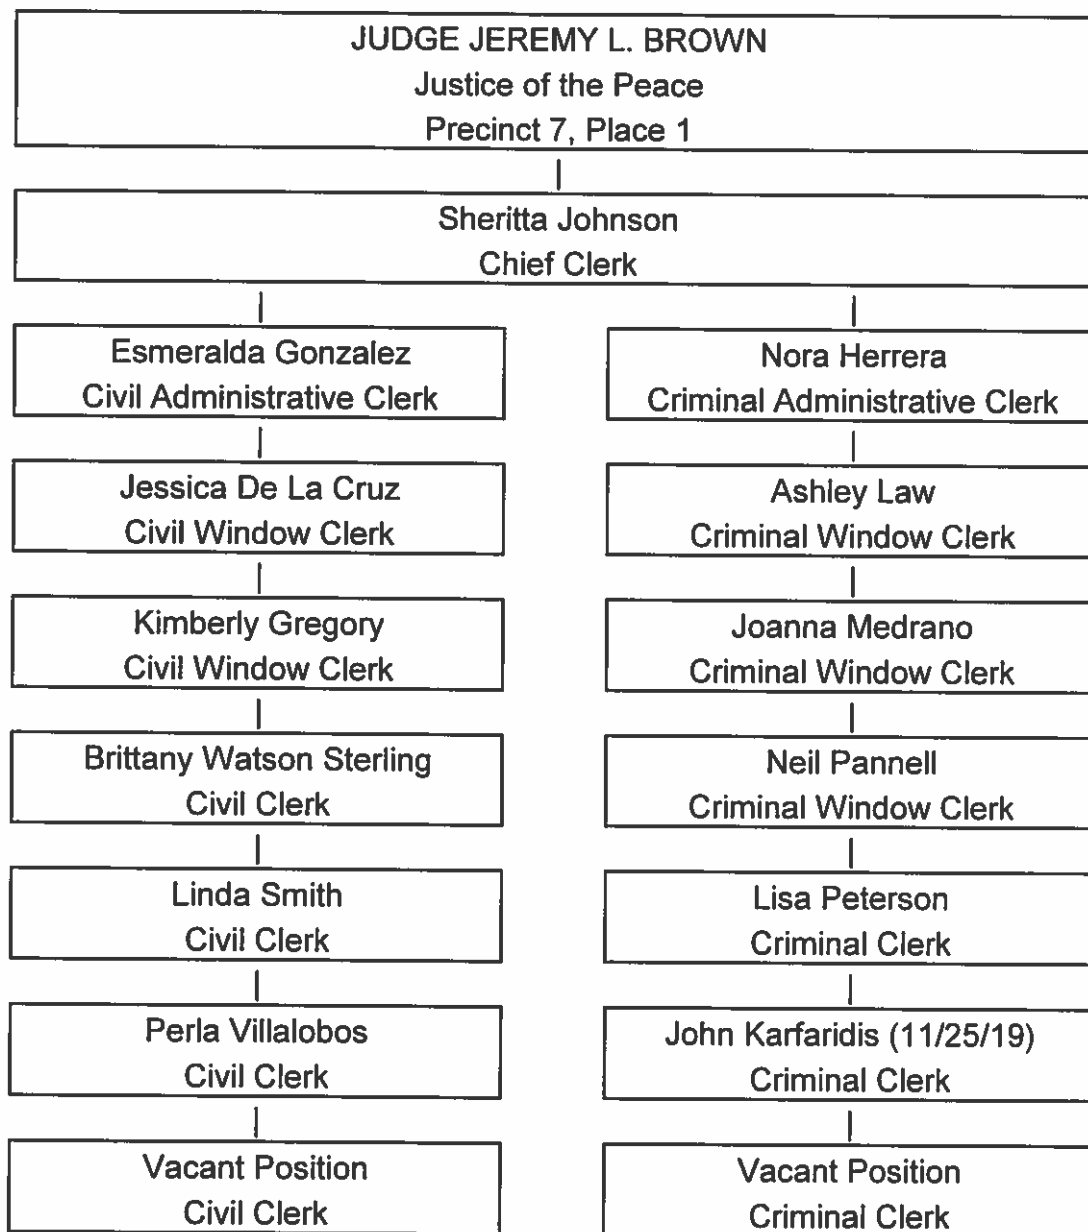 JUDGE JEREMY L. BROWN
Justice of the Peace
Precinct 7, Place 1
Sheritta Johnson
Chief Clerk
Esmeralda Gonzalez
Civil Administrative Clerk
Nora Herrera
Criminal Administrative Clerk
Jessica De La Cruz
Civil Window Clerk
Ashley Law
Criminal Window Clerk
Kimberly Gregory
Civil Window Clerk
Joanna Medrano
Criminal Window Clerk
Brittany Watson Sterling
Civil Clerk
Neil Pannell
Criminal Window Clerk
Linda Smith
Civil Clerk
Lisa Peterson
Criminal Clerk
Perla Villalobos
Civil Clerk
John Karfaridis (11/25/19)
Criminal Clerk
Vacant Position
Civil Clerk
Vacant Position
Criminal Clerk